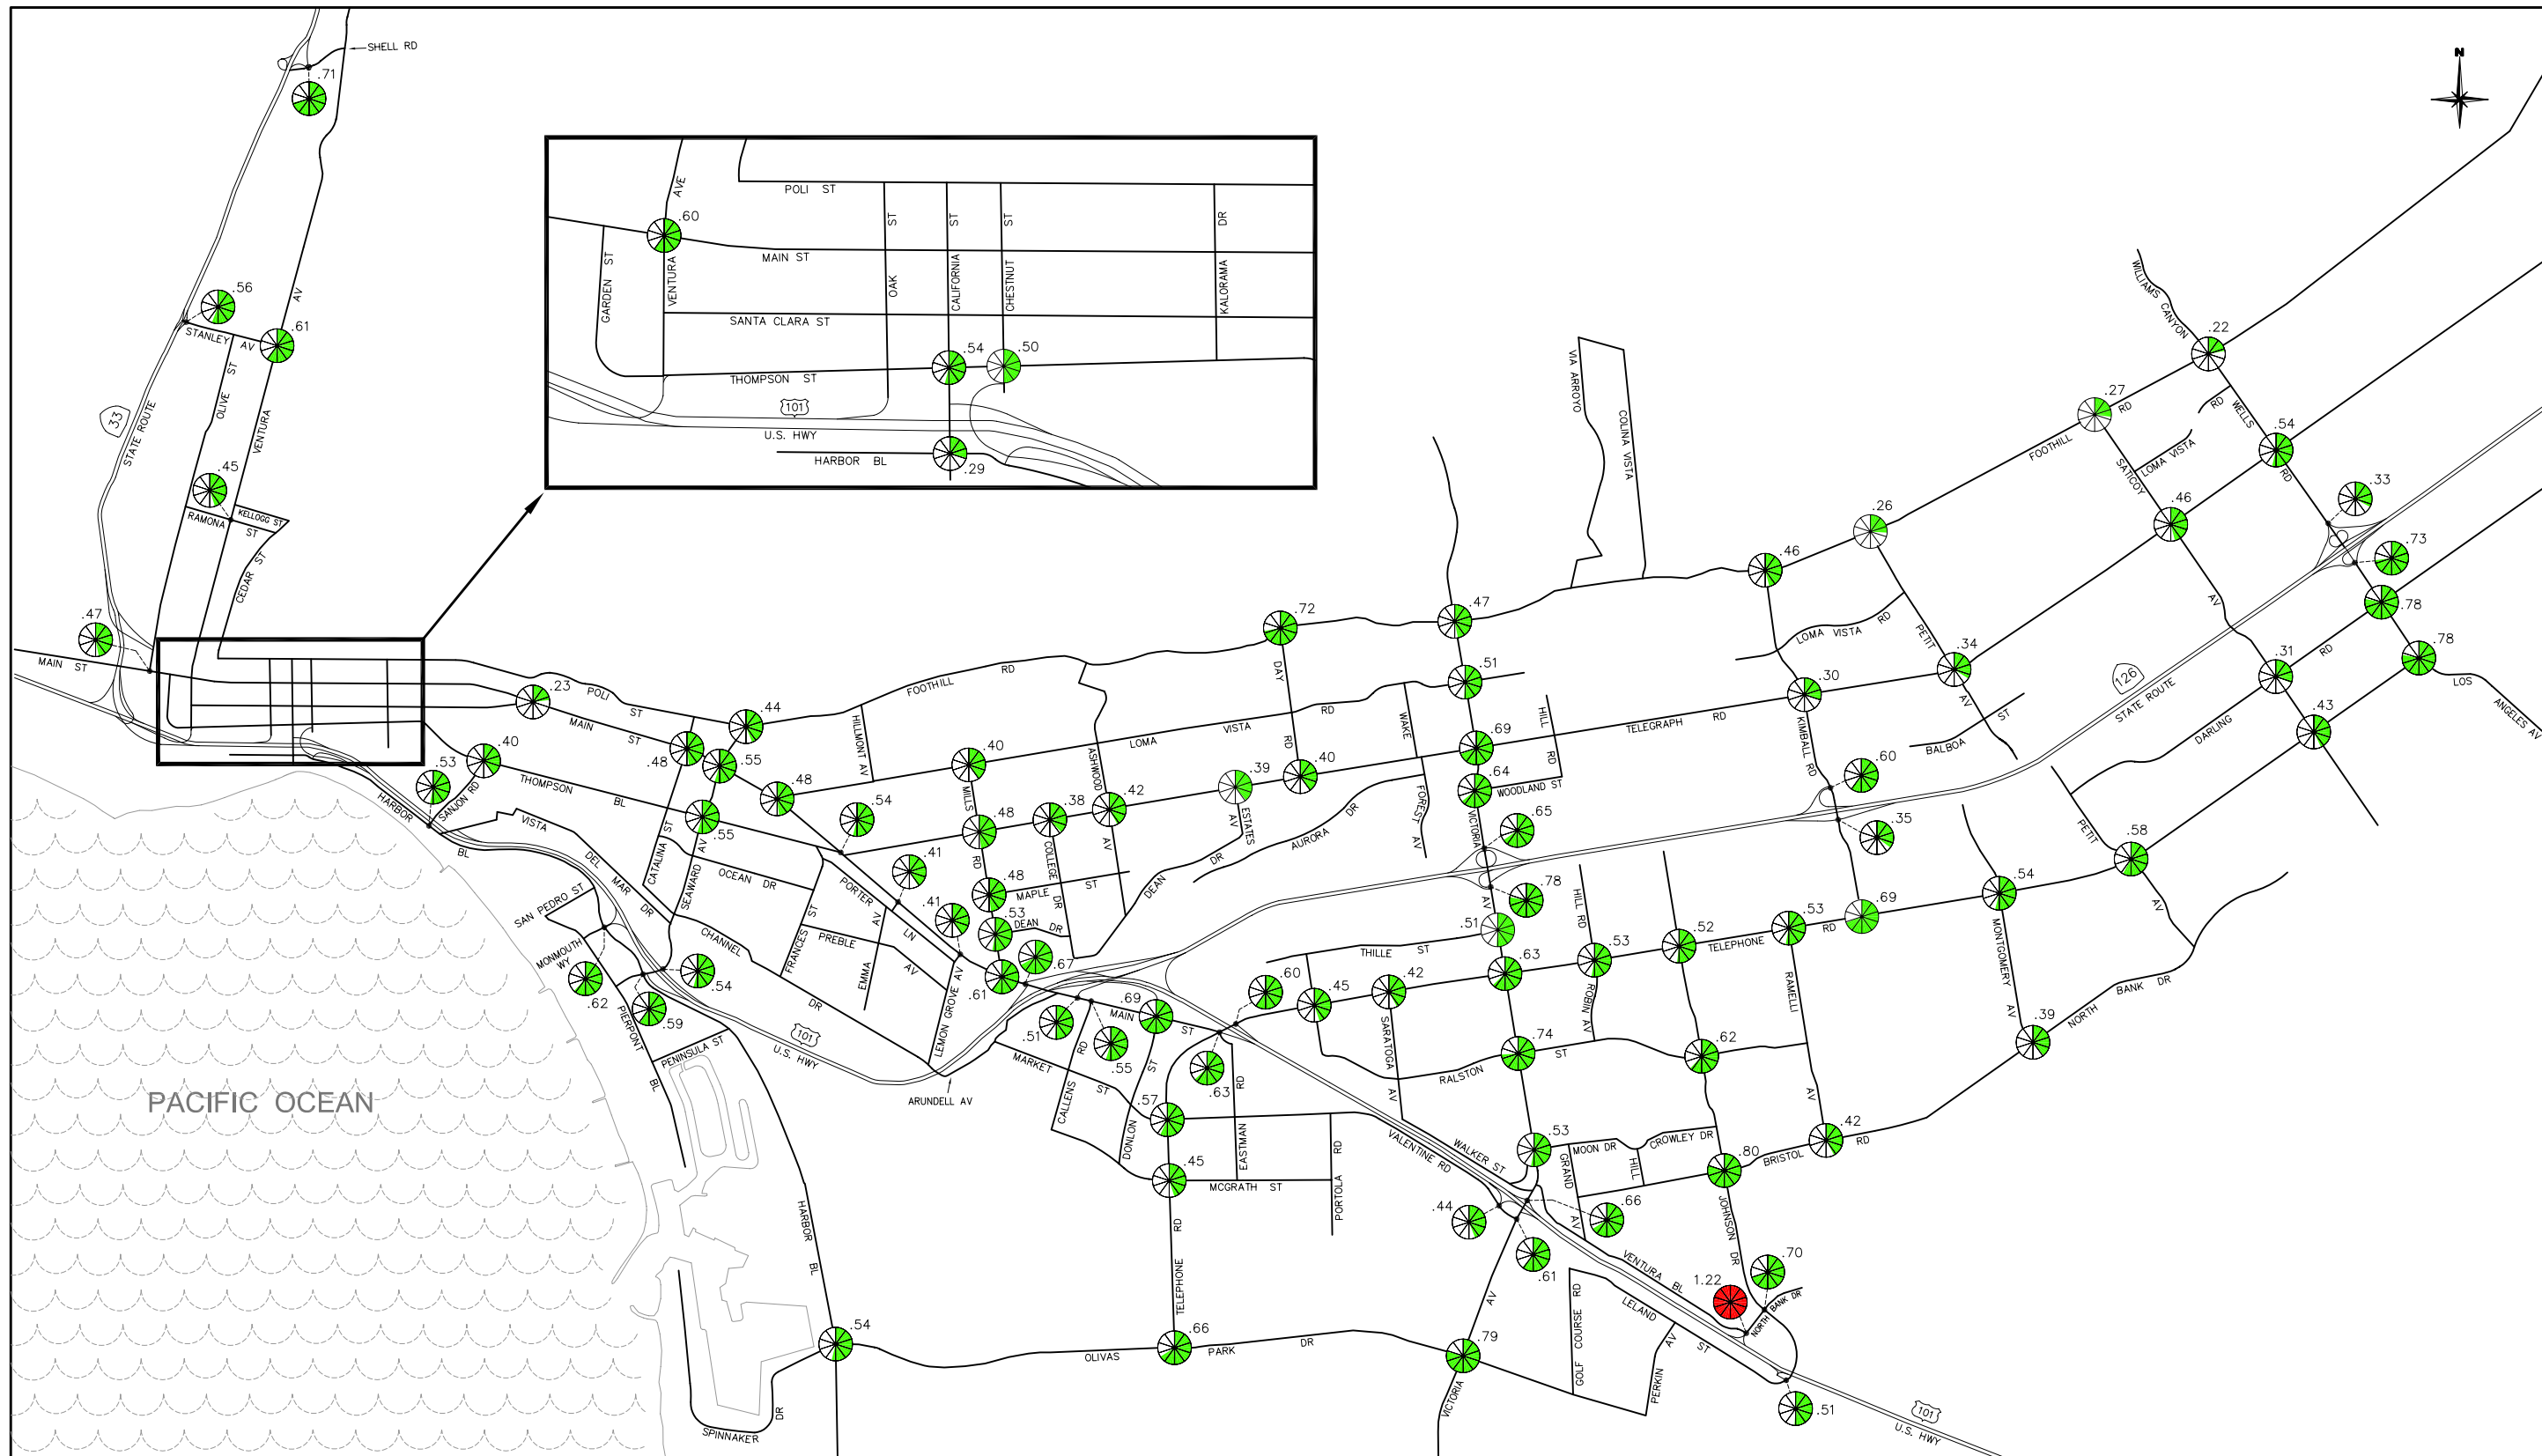 SHELL RD
.71
N
AVE
POLI ST
.60
ST
ST
ST
DR
MAIN ST
GARDEN ST
VENTURA
OAK
CALIFORNIA
CHESTNUT
KALORAMA
SANTA CLARA ST
.54
.50
THOMPSON ST
101
U.S. HWY
HARBOR BL
.29
.56
STANLEY AV
AV
.61
OLIVE ST
VENTURA
33
STATE ROUTE
.45
RAMONA ST
KELLOGG ST
CEDAR ST
.47
MAIN ST
WILLIAMS CANYON
.22
.27
RD
RD
WELLS
.54
FOOTHILL
SATICOY
LOMA VISTA
RD
.33
VIA ARROYO
COLINA VISTA
.46
.26
.46
.73
AV
.78
.72
.47
LOMA VISTA RD
PETIT
.34
.31
RD
.78
LOS
ANGELES AV
.23
POLI ST
MAIN ST
.44
FOOTHILL RD
DAY
.51
.30
AV
126
STATE ROUTE
.43
DARLING
.40
.48
.55
HILLMONT AV
.40
LOMA VISTA RD
ASHWOOD
RD
WAKE
.69
HILL RD
TELEGRAPH RD
KIMBALL RD
BALBOA ST
.53
THOMPSON BL
.48
MILLS
.39
.40
.64
WOODLAND ST
.60
HARBOR
SANJON RD
.54
.48
.38
.42
ESTATES AV
AURORA DR
FOREST AV
VICTORIA
.65
.35
PETIT
.58
BL
VISTA
DEL
MAR
DR
CATALINA ST
.55
AV
SEAWARD
OCEAN DR
.41
RD
COLLEGE DR
AV
DEAN DR
.78
.54
AV
SAN PEDRO ST
PORTER LN
.48
MAPLE ST
HILL RD
.69
.41
.53
DEAN DR
AV
.51
.52
.53
TELEPHONE RD
MONTGOMERY AV
MONMOUTH WY
CHANNEL DR
FRANCES ST
PREBLE AV
EMMA AV
.67
THILLE ST
.63
.53
.62
.54
.61
.60
.45
.42
ROBIN AV
RAMELLI AV
NORTH BANK DR
.39
.59
PIERPONT BL
PENINSULA ST
LEMON GROVE AV
.51
.69
MAIN ST
.55
.63
SARATOGA AV
.74
RALSTON ST
.62
101
U.S. HWY
MARKET ST
ARUNDELL AV
CALLENS RD
DONLON ST
.57
EASTMAN RD
PACIFIC OCEAN
VALENTINE RD
WALKER ST
.53
MOON DR
CROWLEY DR
.80
BRISTOL RD
.42
.45
MCGRATH ST
PORTOLA RD
GRAND AV
HILL
.44
.66
JOHNSON DR
HARBOR BL
TELEPHONE RD
.61
VENTURA BL
1.22
.70
NORTH BANK DR
AV
GOLF COURSE RD
LELAND ST
.54
.66
OLIVAS PARK DR
.79
PERKIN AV
VICTORIA
.51
SPINNAKER DR
101
U.S. HWY